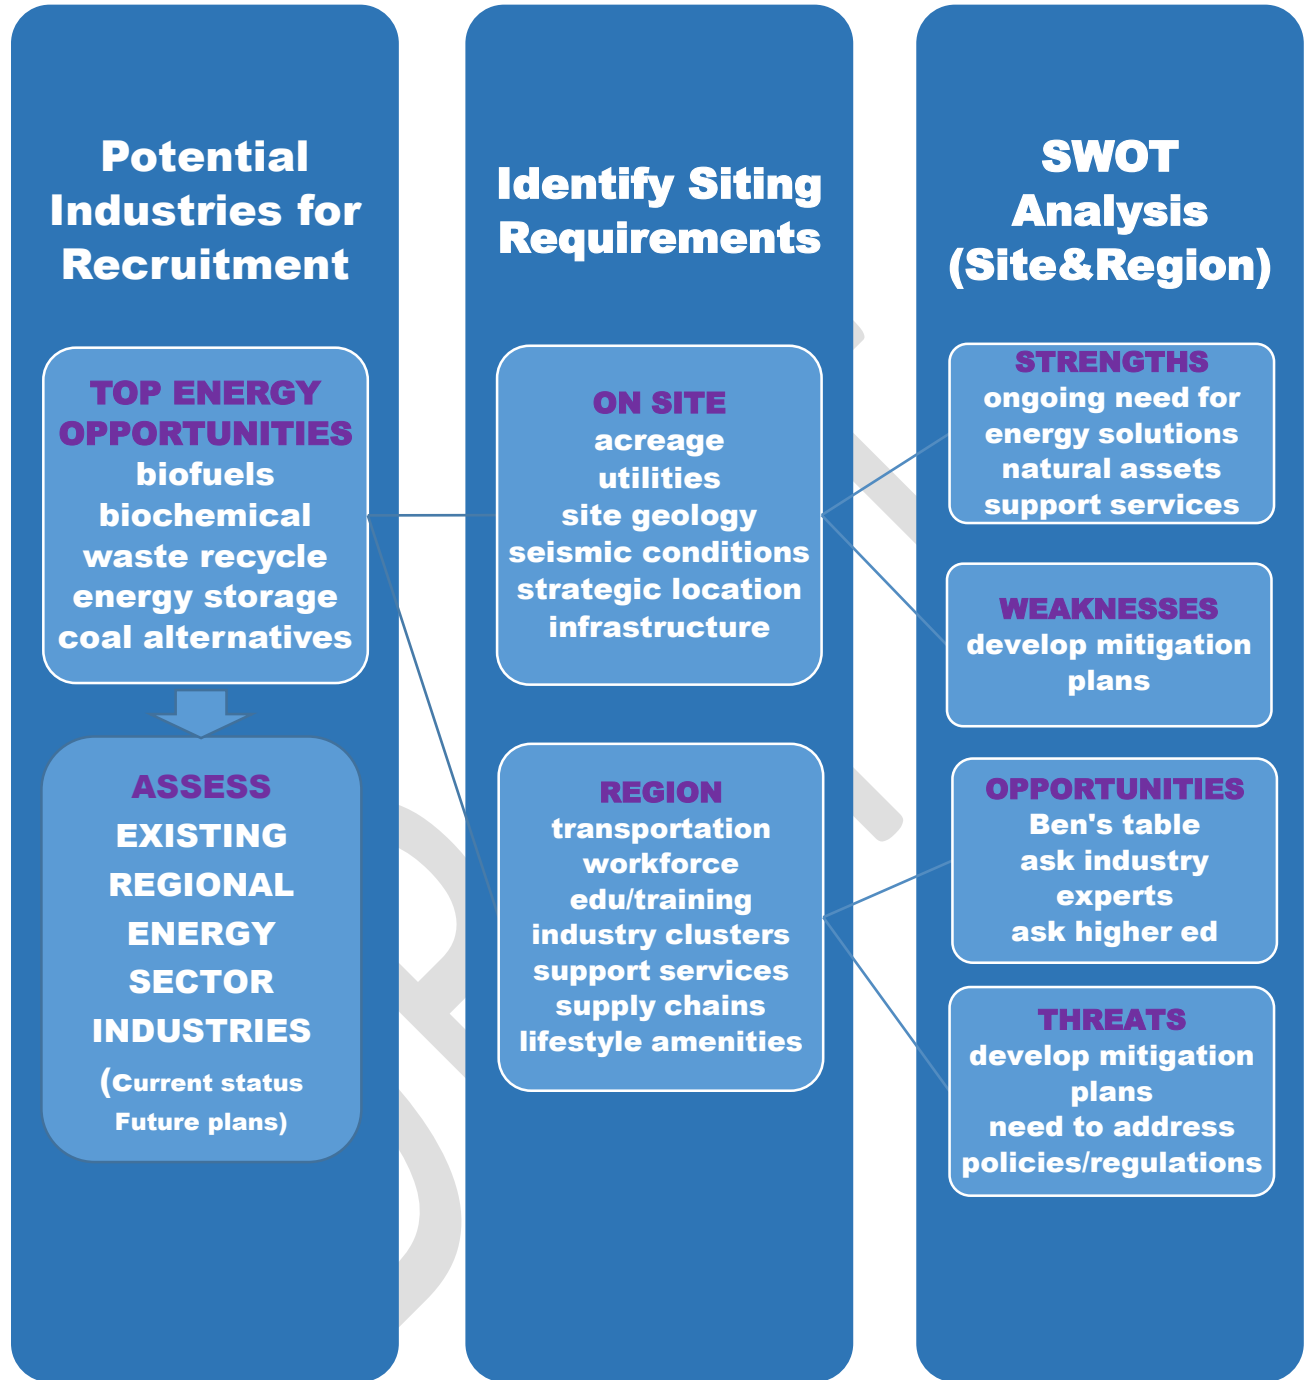 Potential
Industries for
Recruitment
TOP ENERGY
OPPORTUNITIES
biofuels
biochemical
waste recycle
energy storage
coal alternatives
ASSESS
EXISTING
REGIONAL
ENERGY
SECTOR
INDUSTRIES
(Current status
Future plans)
Identify Siting
Requirements
ON SITE
acreage
utilities
site geology
seismic conditions
strategic location
infrastructure
REGION
transportation
workforce
edu/training
industry clusters
support services
supply chains
lifestyle amenities
SWOT
Analysis
(Site&Region)
STRENGTHS
ongoing need for
energy solutions
natural assets
support services
WEAKNESSES
develop mitigation
plans
OPPORTUNITIES
Ben's table
ask industry
experts
ask higher ed
THREATS
develop mitigation
plans
need to address
policies/regulations